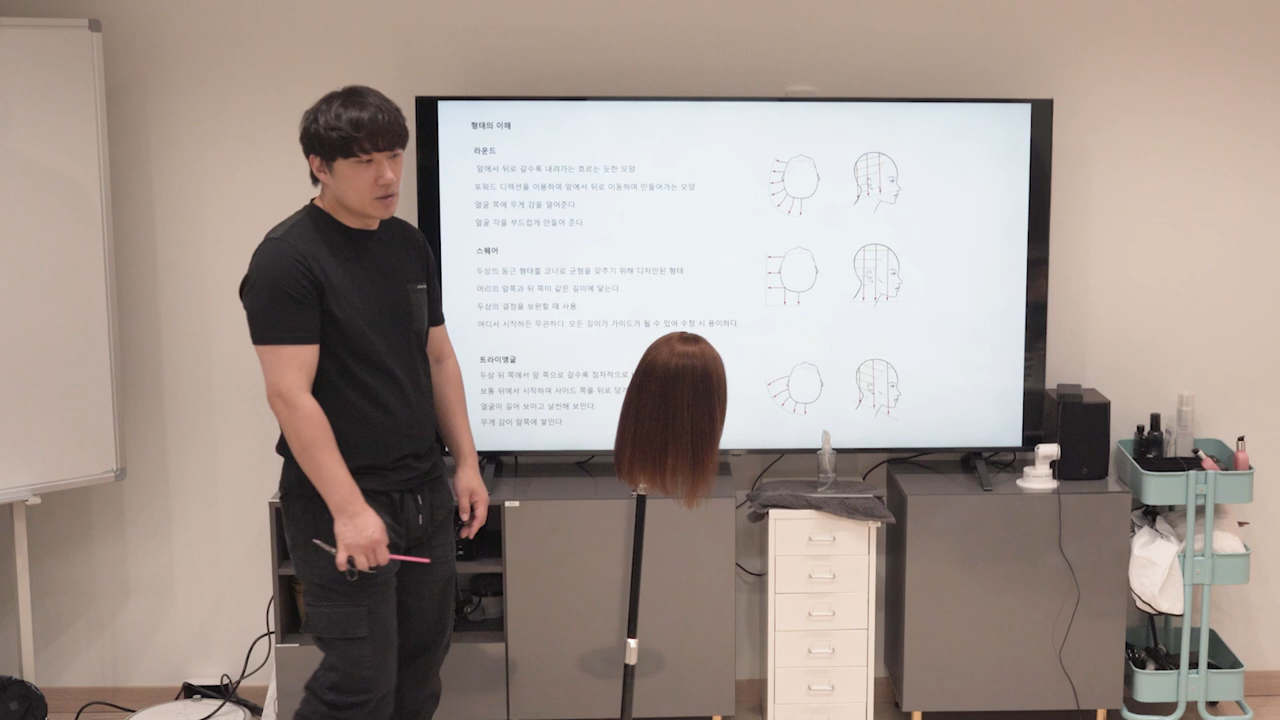 형태의 이해
라운드
앞에서 뒤로 갈수록 내려가는 흐르는 듯한 모양
포워드 디렉션을 이용하여 앞에서 뒤로 이동하며 만들어가는 모양
얼굴 쪽에 무게 감을 덜어준다
얼굴 각을 부드럽게 만들어 준다
스퀘어
두상의 둥근 형태를 코너로 균형을 맞추기 위해 디자인된 형태
머리의 앞쪽과 뒤 쪽이 같은 길이에 닿는다.
두상의 결점을 보완할 때 사용
어디서 시작하든 무관하다. 모든 길이가 가이드가 될 수 있어 수정 시 용이하다.
트라이앵글
두상 뒤 쪽에서 앞 쪽으로 갈수록 점차적으로
보통 뒤에서 시작하여 사이드 쪽을 뒤로
얼굴이 길어 보이고 날씬해 보인다.
무게 감이 앞쪽에 쌓인다.